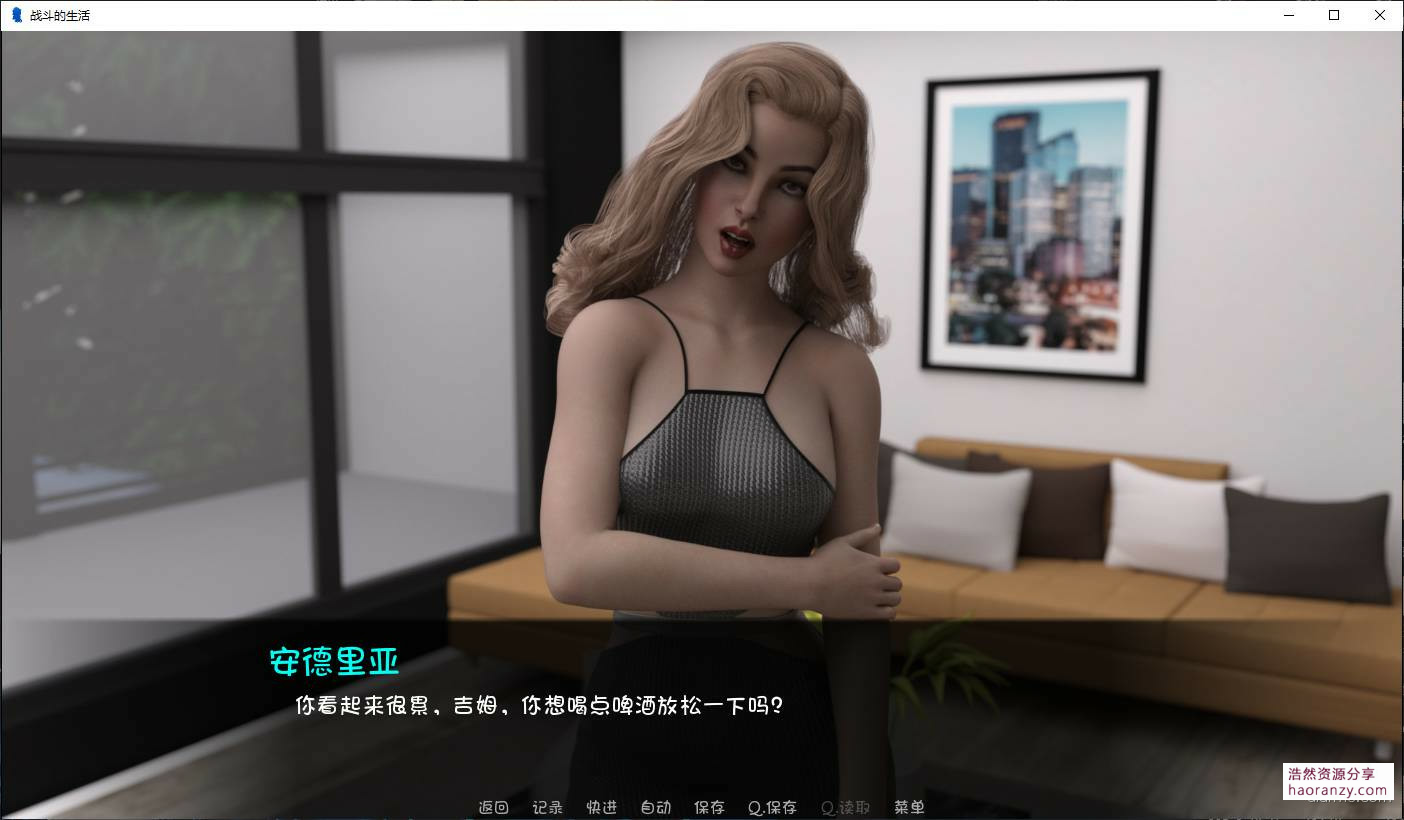 战斗的生活
安德里亚
你看起来很累，吉姆，你想喝点啤酒放松一下吗？
返回 记录 快进 自动 保存 Q.保存 Q.读取 菜单
浩然资源分享
haoranzy.com